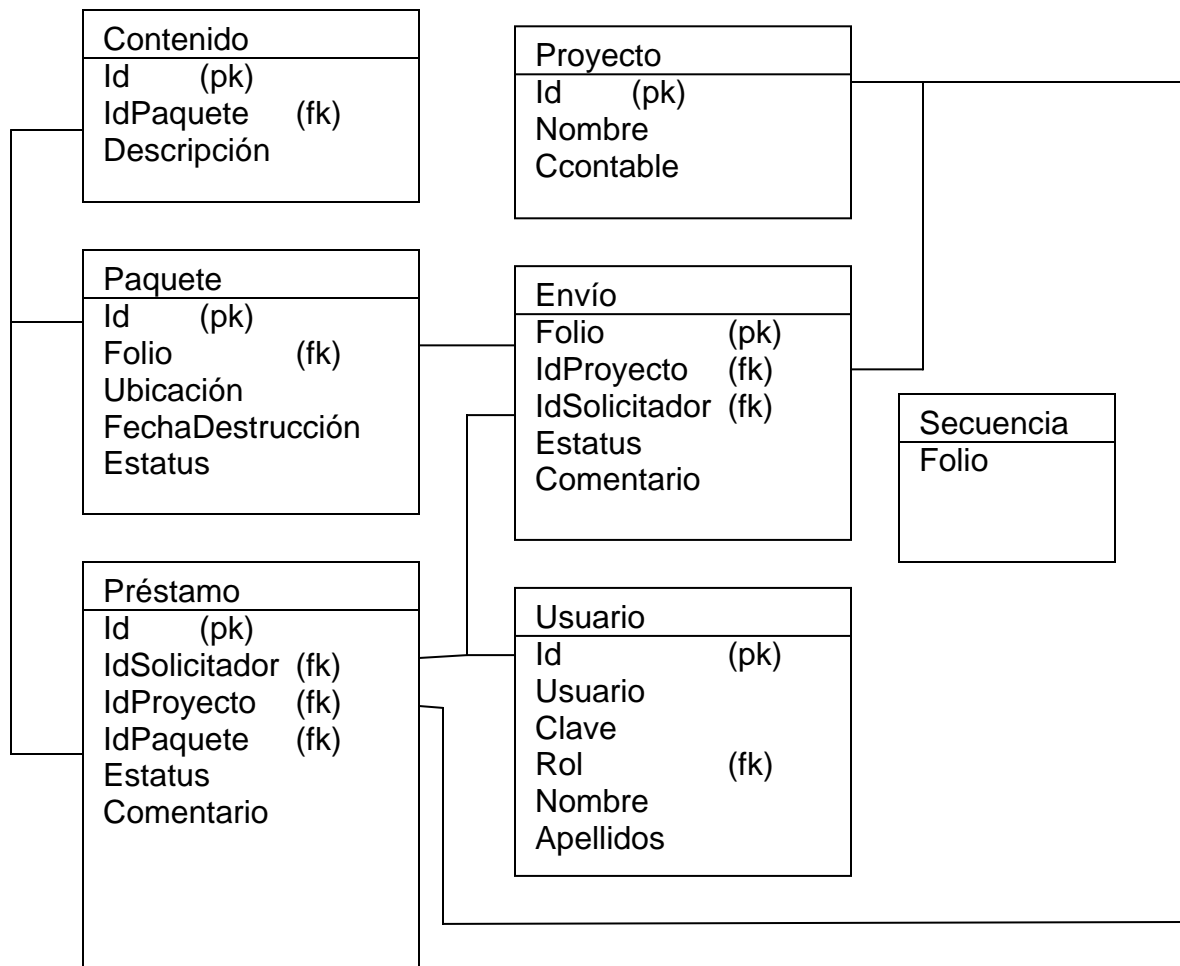 Contenido
Id (pk)
IdPaquete (fk)
Descripción
Proyecto
Id (pk)
Nombre
Ccontable
Paquete
Id (pk)
Folio (fk)
Ubicación
FechaDestrucción
Estatus
Envío
Folio (pk)
IdProyecto (fk)
IdSolicitador (fk)
Estatus
Comentario
Secuencia
Folio
Préstamo
Id (pk)
IdSolicitador (fk)
IdProyecto (fk)
IdPaquete (fk)
Estatus
Comentario
Usuario
Id (pk)
Usuario
Clave
Rol (fk)
Nombre
Apellidos